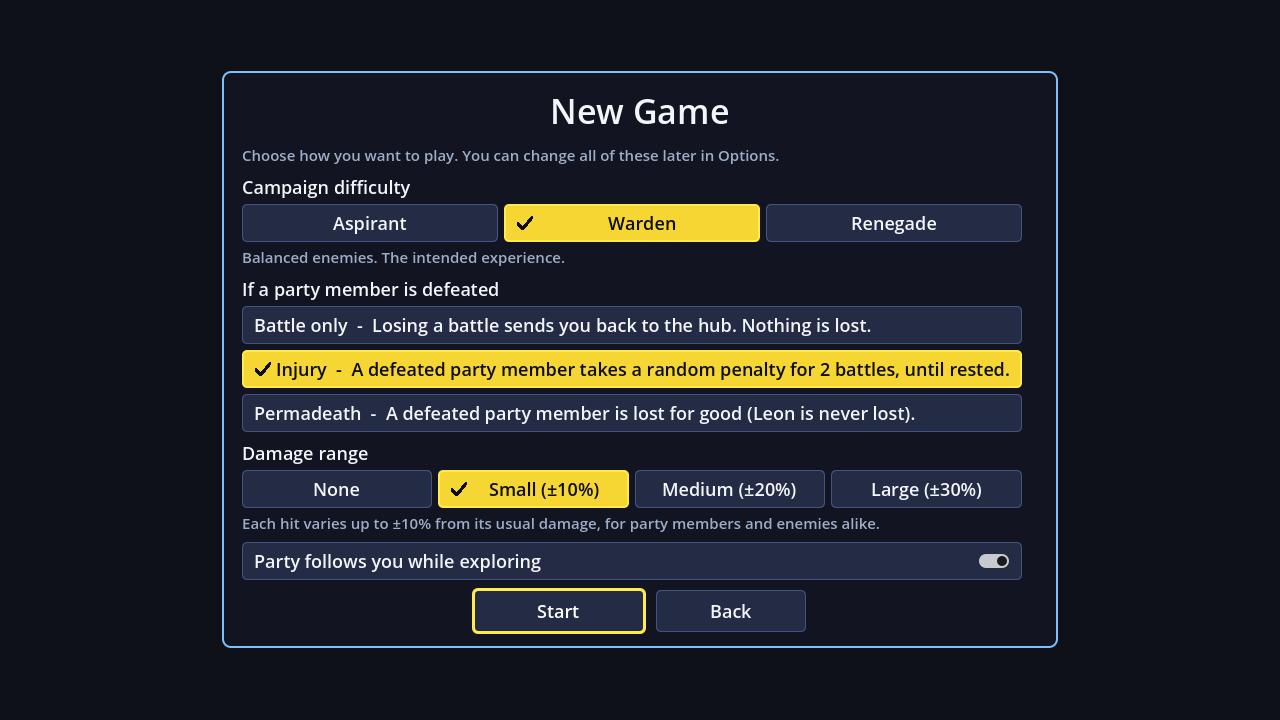 New Game
Choose how you want to play. You can change all of these later in Options.
Campaign difficulty
Aspirant
Warden
Renegade
Balanced enemies. The intended experience.
If a party member is defeated
Battle only - Losing a battle sends you back to the hub. Nothing is lost.
Injury - A defeated party member takes a random penalty for 2 battles, until rested.
Permadeath - A defeated party member is lost for good (Leon is never lost).
Damage range
None
Small (±10%)
Medium (±20%)
Large (±30%)
Each hit varies up to ±10% from its usual damage, for party members and enemies alike.
Party follows you while exploring
Start
Back